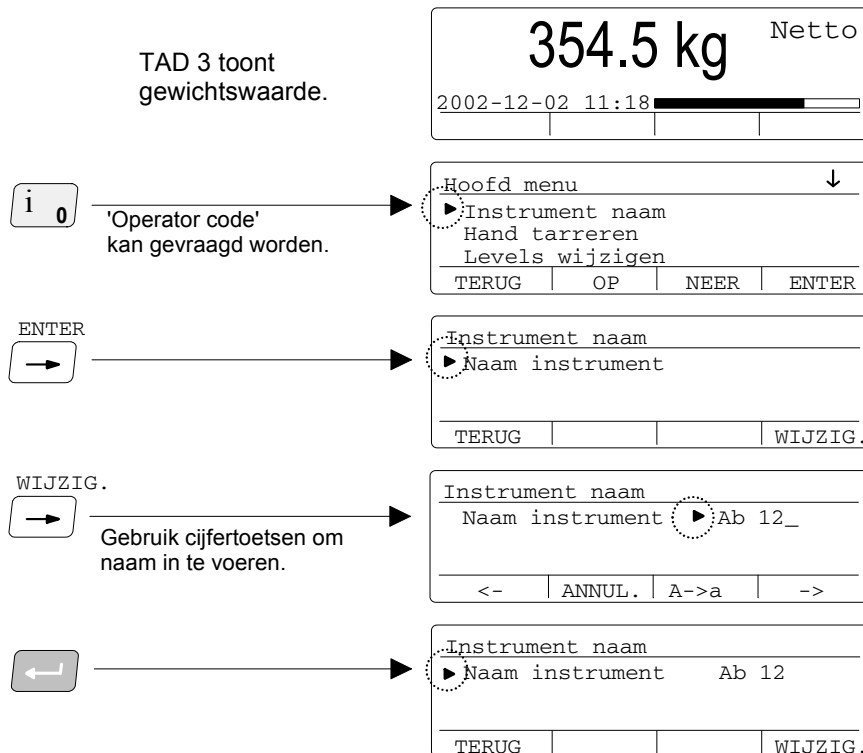 TAD 3 toont
gewichtswaarde.
354.5 kg Netto
2002-12-02 11:18
i 0
'Operator code'
kan gevraagd worden.
Hoofd menu ↓
Instrument naam
Hand tarreren
Levels wijzigen
TERUG OP NEER ENTER
ENTER
Instrument naam
Naam instrument
TERUG WIJZIG.
WIJZIG.
Gebruik cijfertoetsen om
naam in te voeren.
Instrument naam
Naam instrument Ab 12_
<- ANNUL. A->a ->
Instrument naam
Naam instrument Ab 12
TERUG WIJZIG.